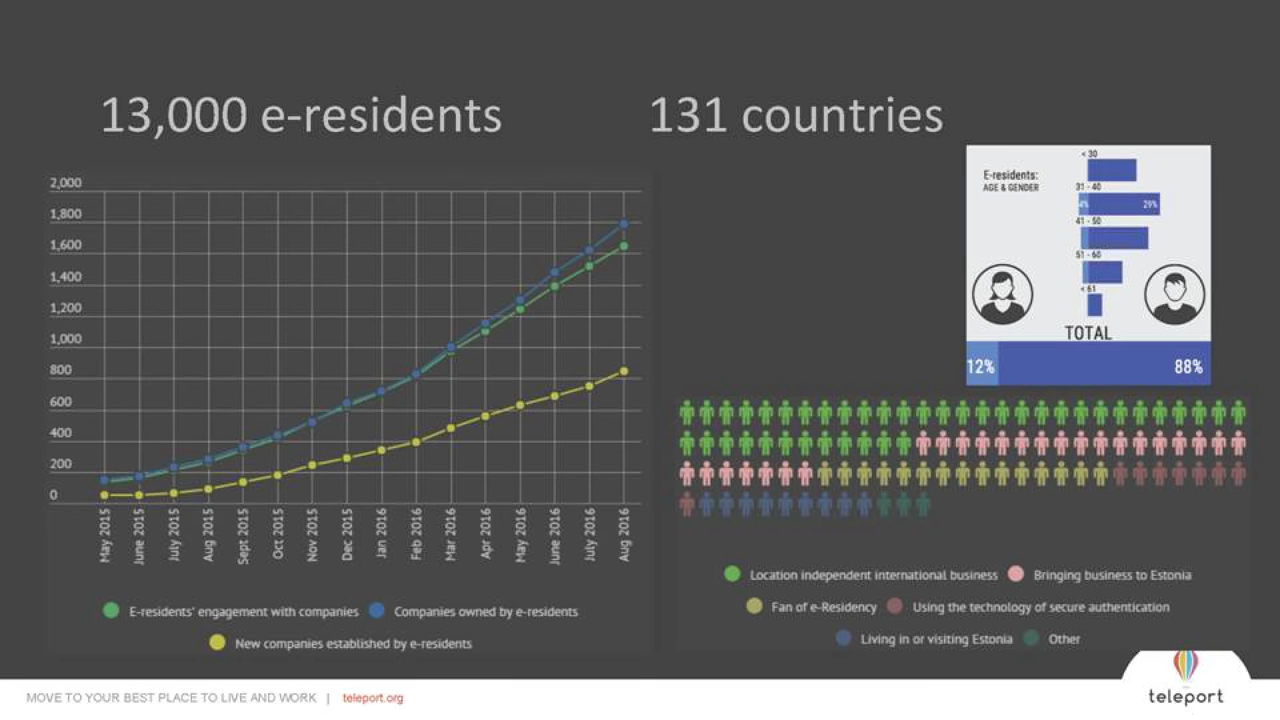 13,000 e-residents
131 countries
2,000
1,800
1,600
1,400
1,200
1,000
800
600
400
200
0
May 2015
June 2015
July 2015
Aug 2015
Sept 2015
Oct 2015
Nov 2015
Dec 2015
Jan 2016
Feb 2016
Mar 2016
Apr 2016
May 2016
June 2016
July 2016
Aug 2016
E-residents' engagement with companies
Companies owned by e-residents
New companies established by e-residents
E-residents:
AGE & GENDER
< 30
31 - 40
4%
29%
41 - 50
51 - 60
< 61
TOTAL
12%
88%
Location independent international business
Bringing business to Estonia
Fan of e-Residency
Using the technology of secure authentication
Living in or visiting Estonia
Other
MOVE TO YOUR BEST PLACE TO LIVE AND WORK | teleport.org
teleport